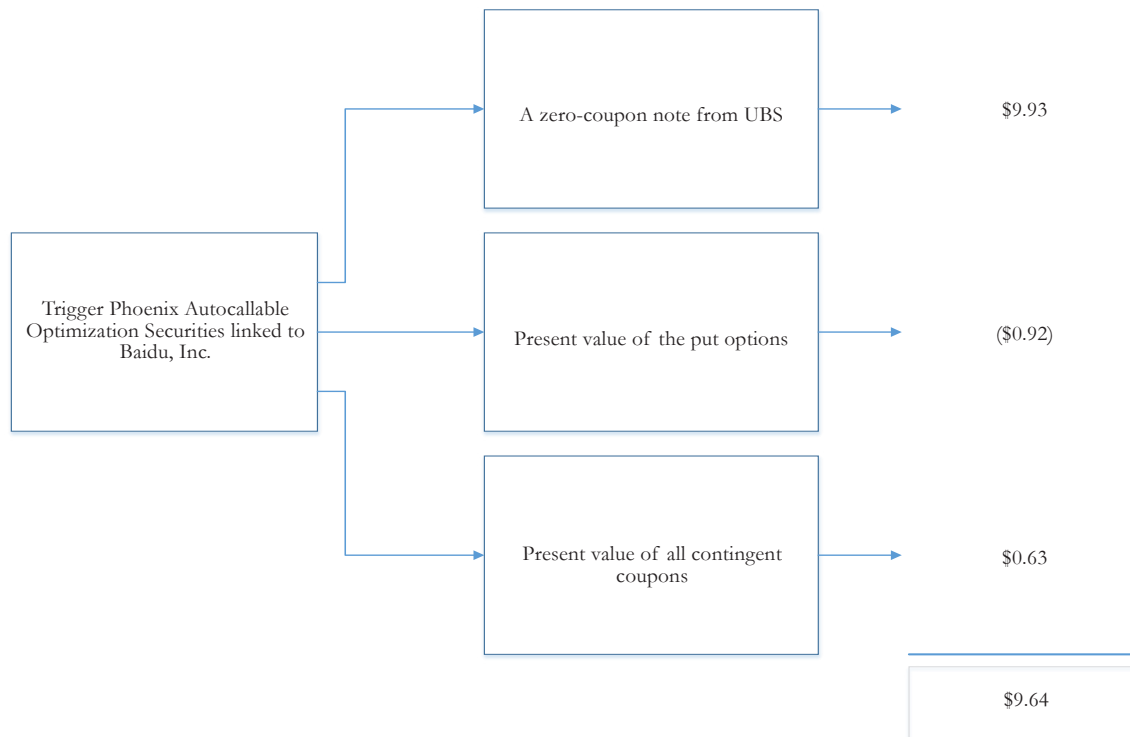 A zero-coupon note from UBS
$9.93
Trigger Phoenix Autocallable
Optimization Securities linked to
Baidu, Inc.
Present value of the put options
($0.92)
Present value of all contingent
coupons
$0.63
$9.64